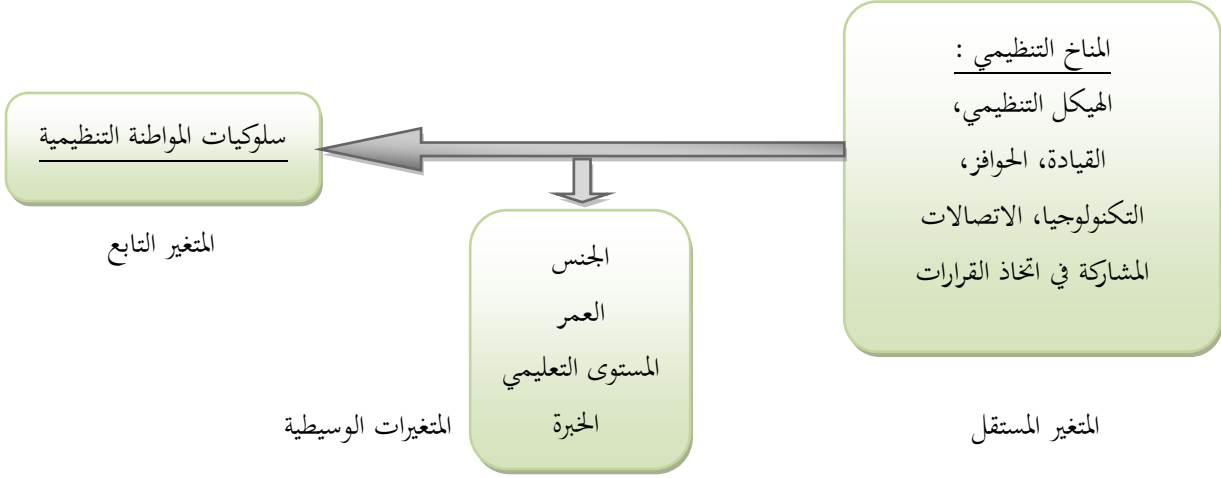 المناخ التنظيمي :
الهيكل التنظيمي،
القيادة، الحوافز،
التكنولوجيا، الاتصالات
المشاركة في اتخاذ القرارات
المتغير المستقل
سلوكيات المواطنة التنظيمية
المتغير التابع
الجنس
العمر
المستوى التعليمي
الخبرة
المتغيرات الوسيطية